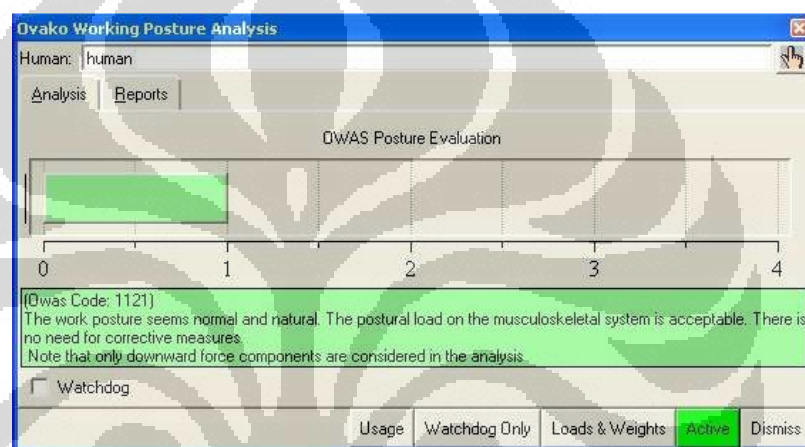 Ovako Working Posture Analysis
Human: human
Analysis Reports
OWAS Posture Evaluation
0 1 2 3 4
(Owas Code: 1121)
The work posture seems normal and natural. The postural load on the musculoskeletal system is acceptable. There is
no need for corrective measures.
Note that only downward force components are considered in the analysis
Watchdog
Usage Watchdog Only Loads & Weights Active Dismiss